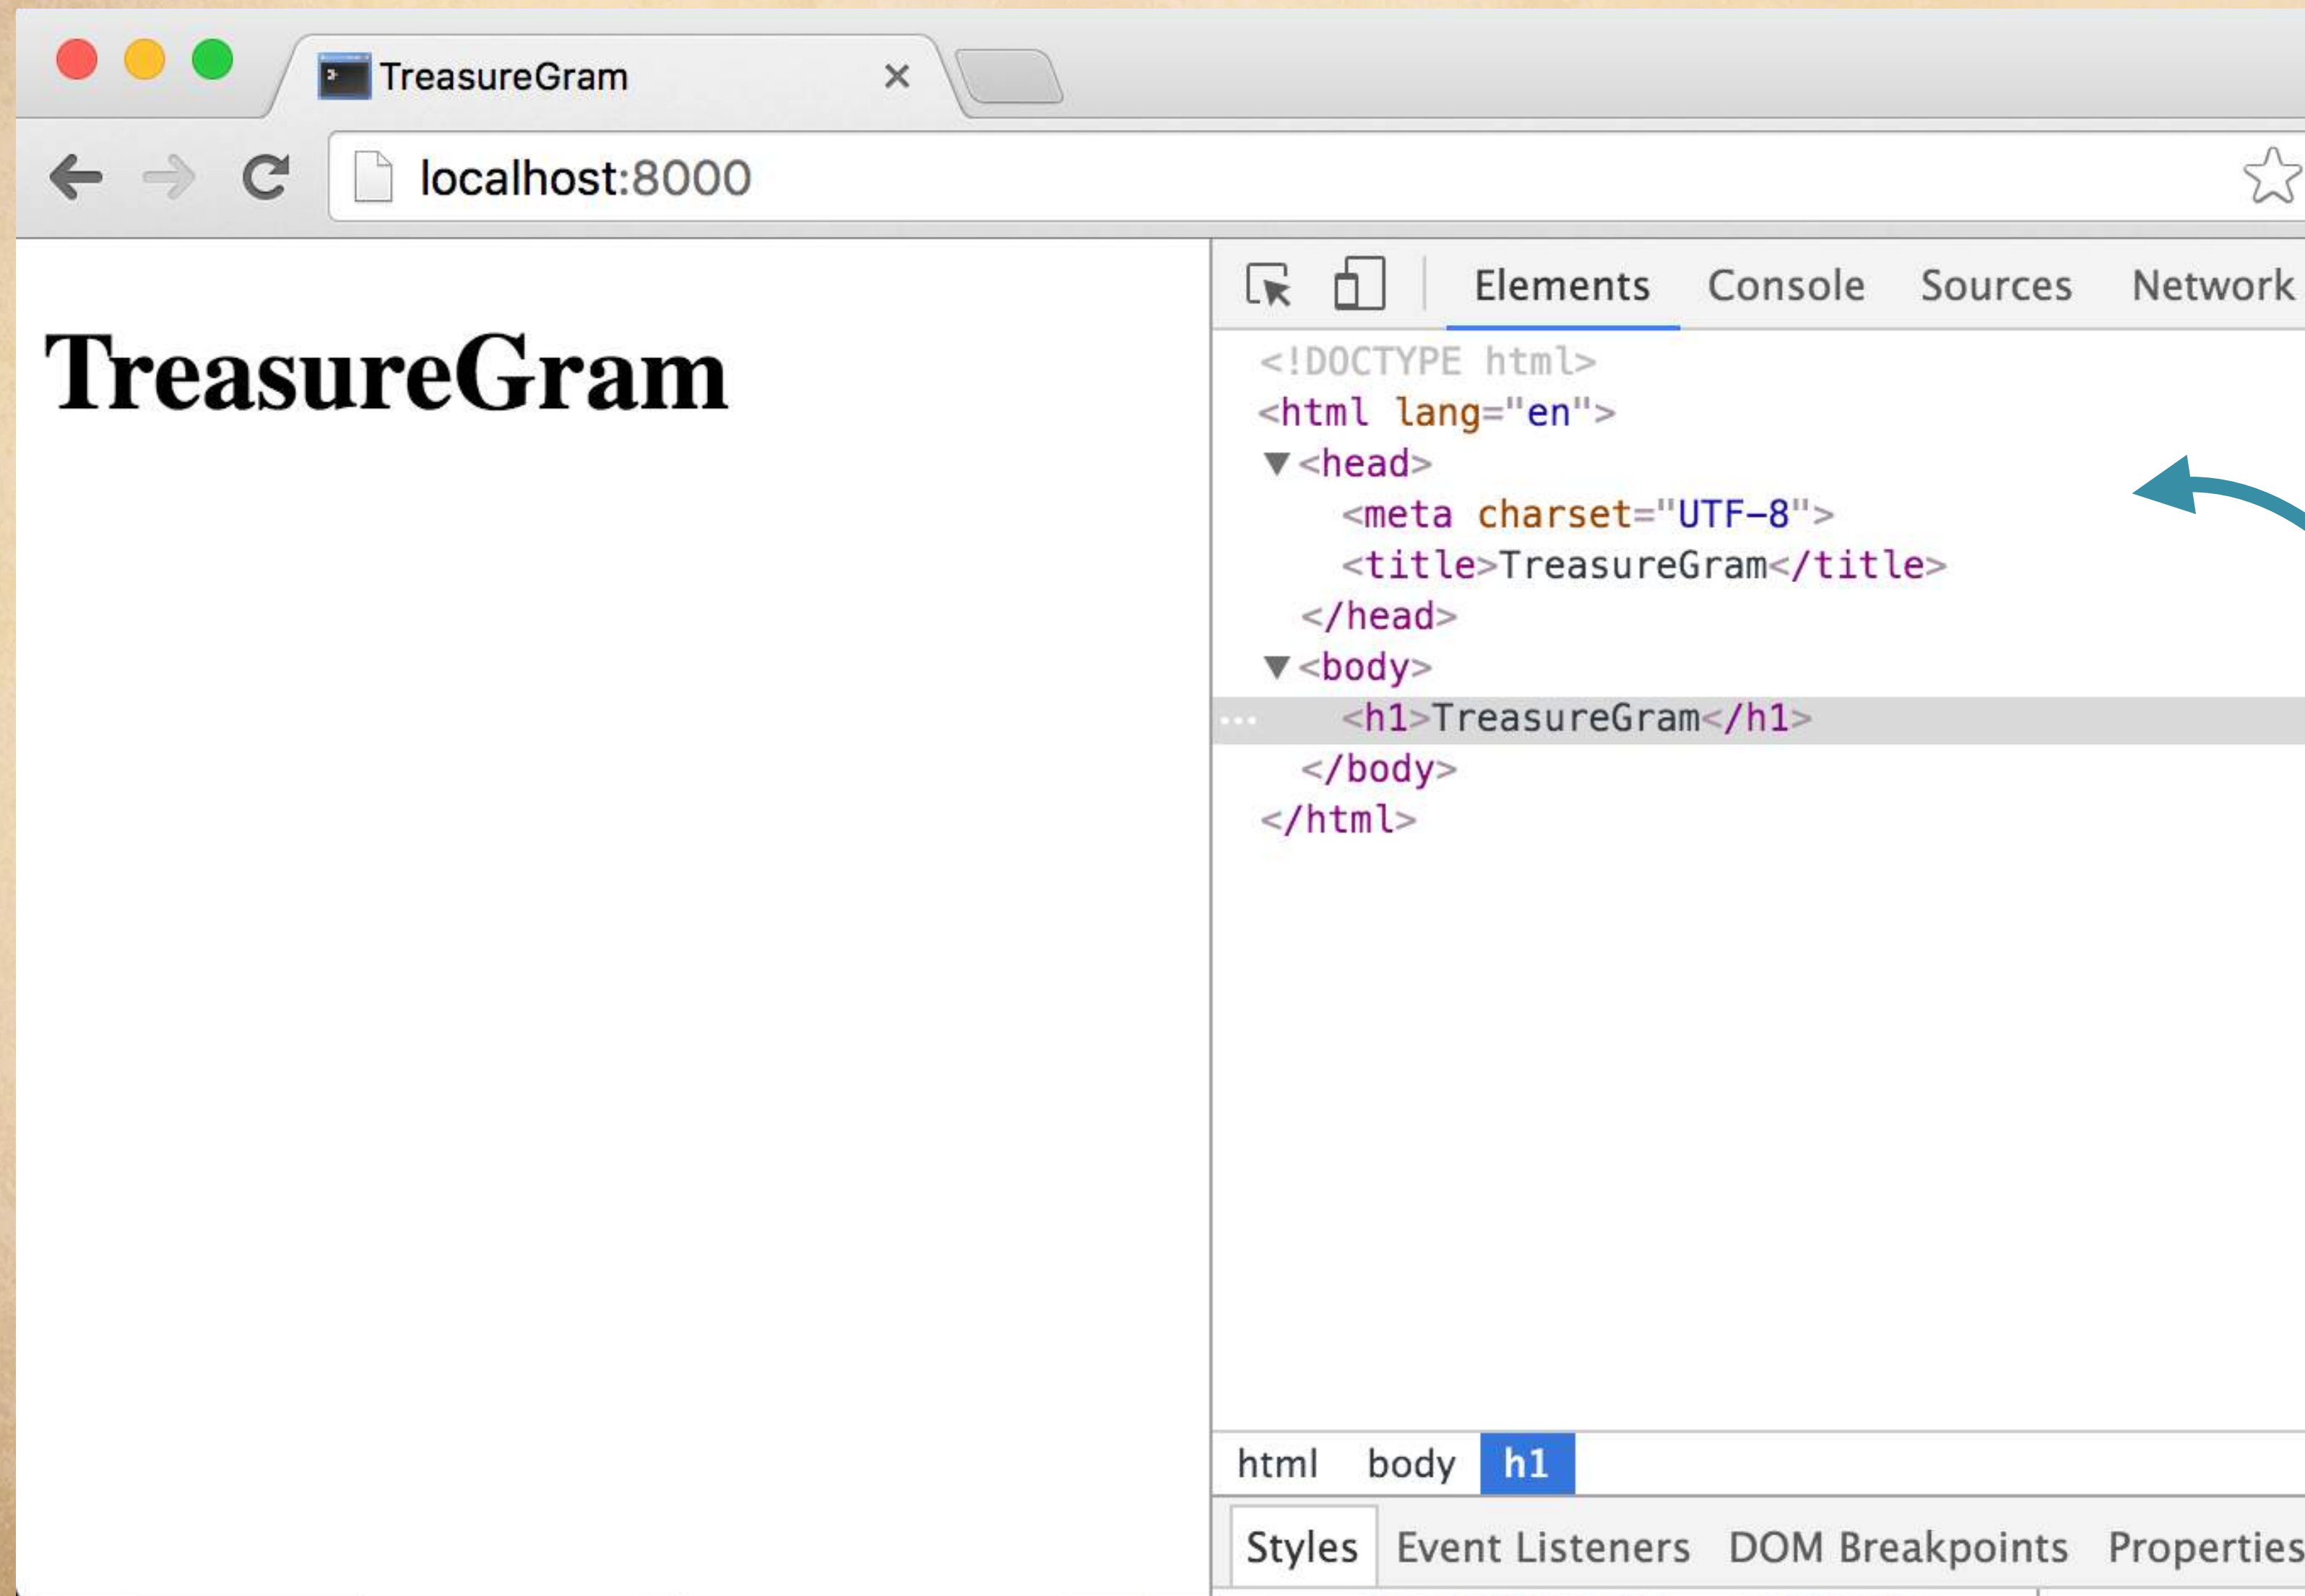 TreasureGram
localhost:8000
TreasureGram
Elements Console Sources Network
<!DOCTYPE html>
<html lang="en">
<head>
<meta charset="UTF-8">
<title>TreasureGram</title>
</head>
<body>
<h1>TreasureGram</h1>
</body>
</html>
html body h1
Styles Event Listeners DOM Breakpoints Properties